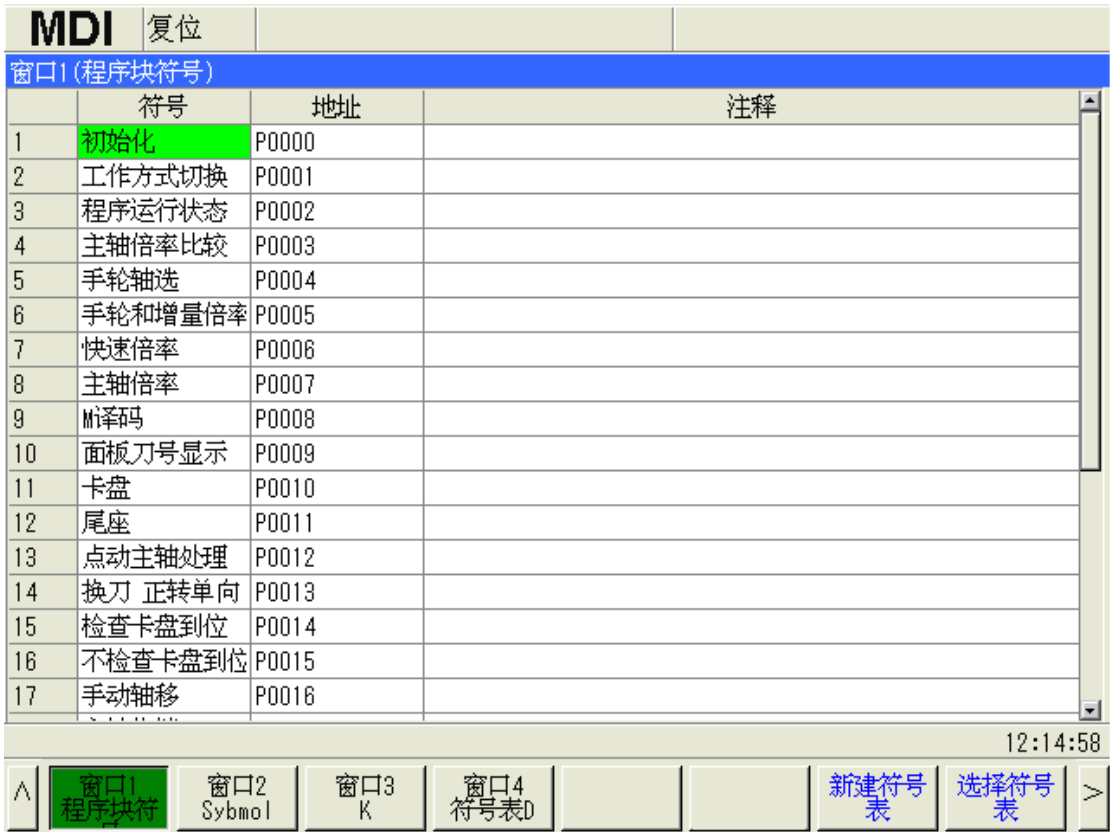 MDI 复位
窗口1(程序块符号)
符号 地址 注释
1 初始化 P0000
2 工作方式切换 P0001
3 程序运行状态 P0002
4 主轴倍率比较 P0003
5 手轮轴选 P0004
6 手轮和增量倍率 P0005
7 快速倍率 P0006
8 主轴倍率 P0007
9 M译码 P0008
10 面板刀号显示 P0009
11 卡盘 P0010
12 尾座 P0011
13 点动主轴处理 P0012
14 换刀 正转单向 P0013
15 检查卡盘到位 P0014
16 不检查卡盘到位 P0015
17 手动轴移 P0016
12:14:58
^ 窗口1 窗口2 窗口3 窗口4 新建符号 选择符号 >
程序块符 Sybmol K 符号表D 表 表